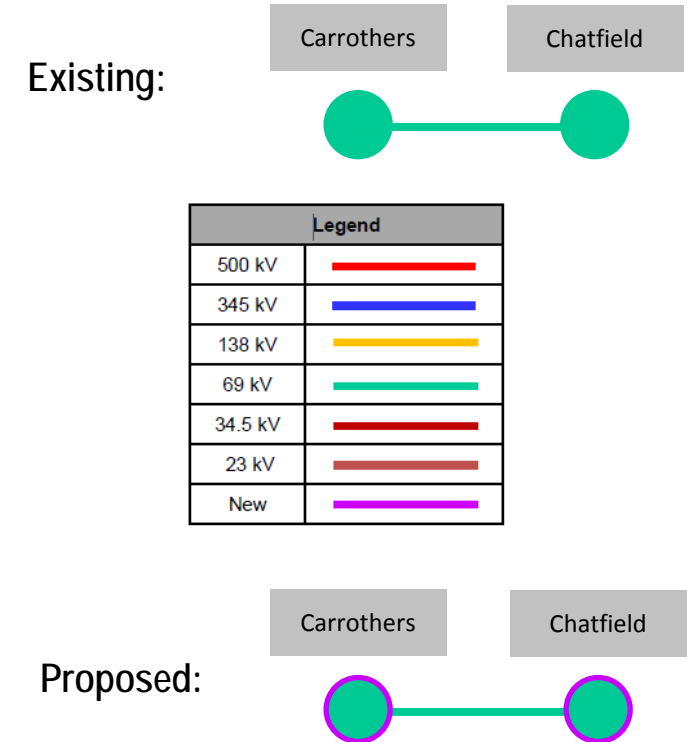 Carrothers Chatfield
Existing:
Legend
500 kV
345 kV
138 kV
69 kV
34.5 kV
23 kV
New
Carrothers Chatfield
Proposed: